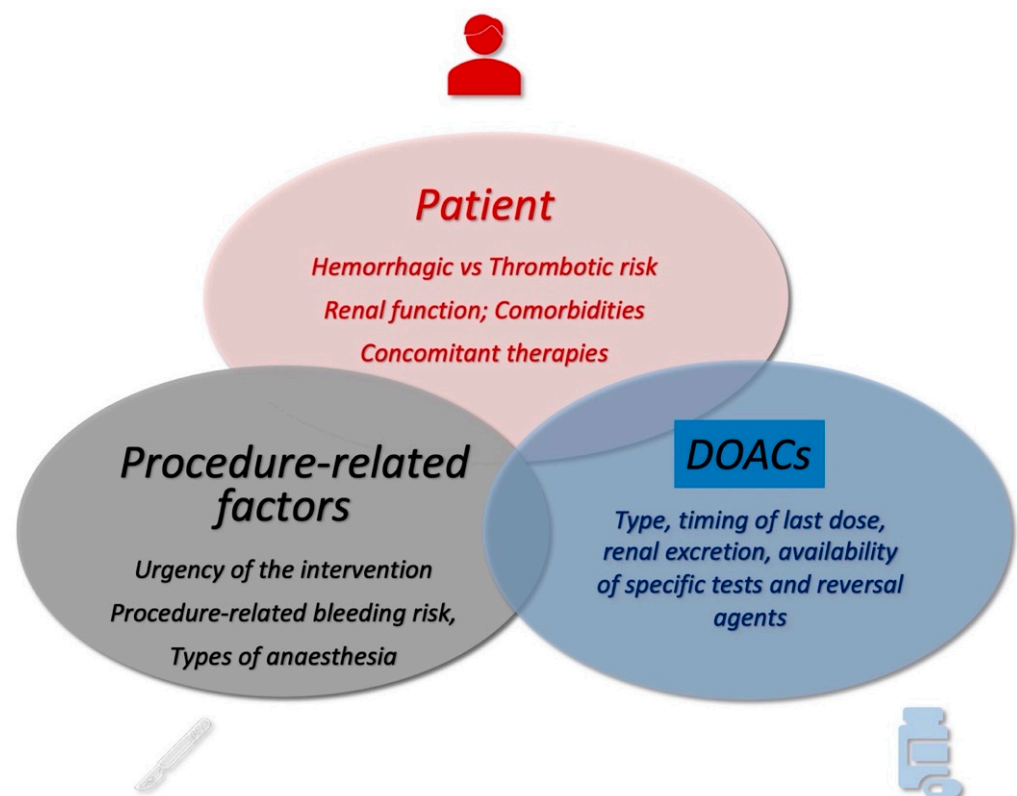 Patient
Hemorrhagic vs Thrombotic risk
Renal function; Comorbidities
Concomitant therapies
Procedure-related
factors
Urgency of the intervention
Procedure-related bleeding risk,
Types of anaesthesia
DOACs
Type, timing of last dose,
renal excretion, availability
of specific tests and reversal
agents